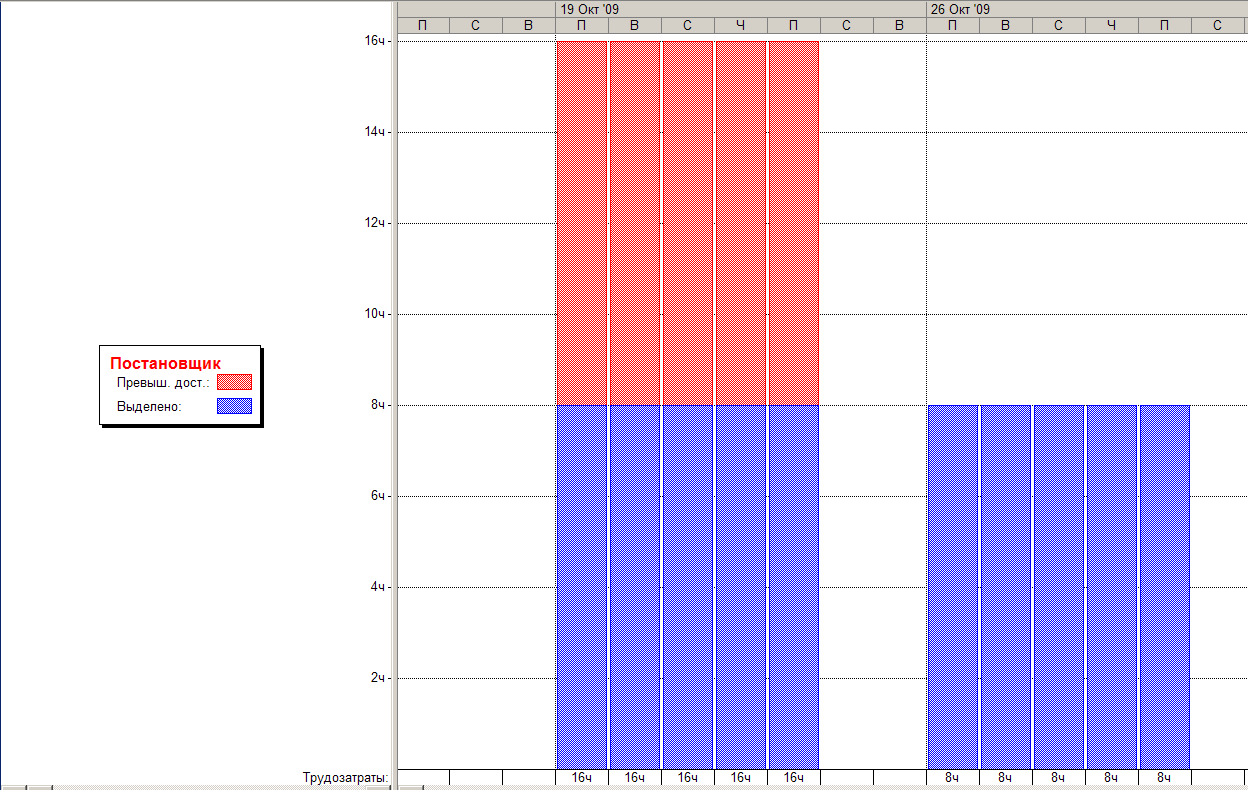 19 Окт '09 26 Окт '09
П С В П В С Ч П С В П В С Ч П С
16ч
14ч
12ч
10ч
Постановщик
Превыш. дост.:
Выделено:
8ч
6ч
4ч
2ч
Трудозатраты: 16ч 16ч 16ч 16ч 16ч 8ч 8ч 8ч 8ч 8ч